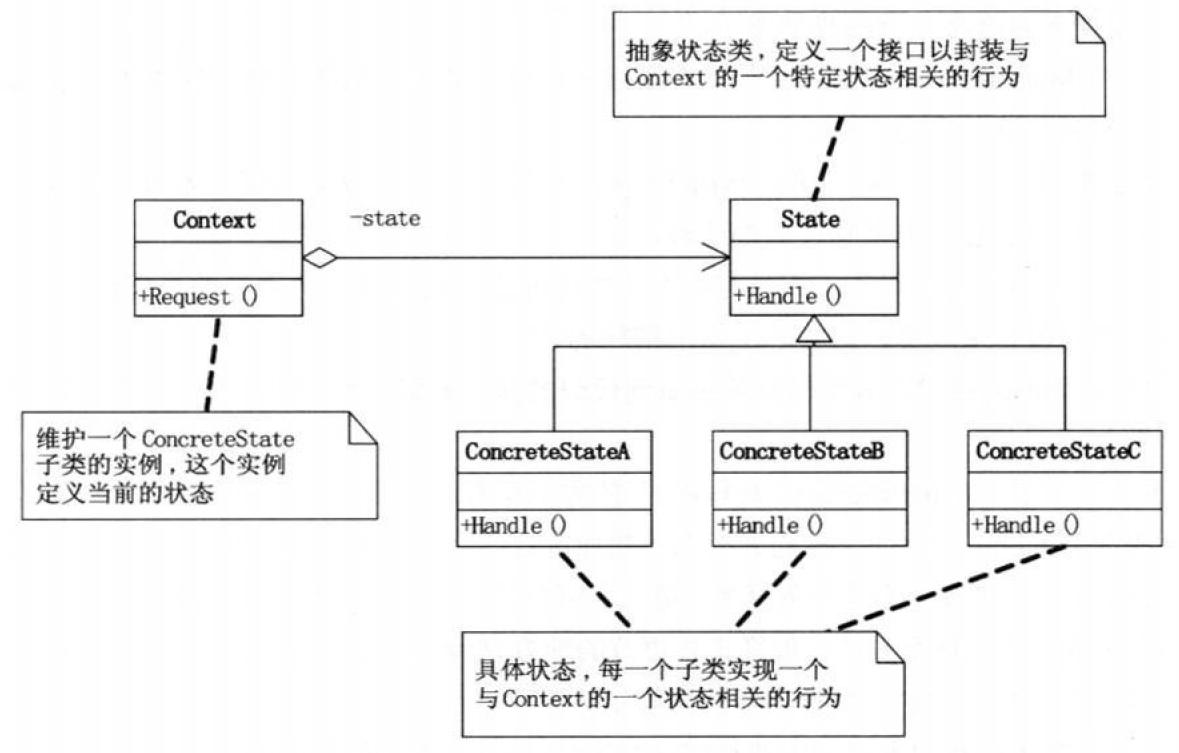 抽象状态类,定义一个接口以封装与
Context 的一个特定状态相关的行为
Context
-state
State
+Request()
+Handle()
维护一个 ConcreteState
子类的实例,这个实例
定义当前的状态
ConcreteStateA
ConcreteStateB
ConcreteStateC
+Handle()
+Handle()
+Handle()
具体状态,每一个子类实现一个
与Context的一个状态相关的行为